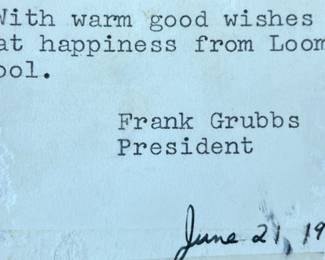 With warm good wishes
at happiness from Loom
ool.
Frank Grubbs
President
June 21, 19